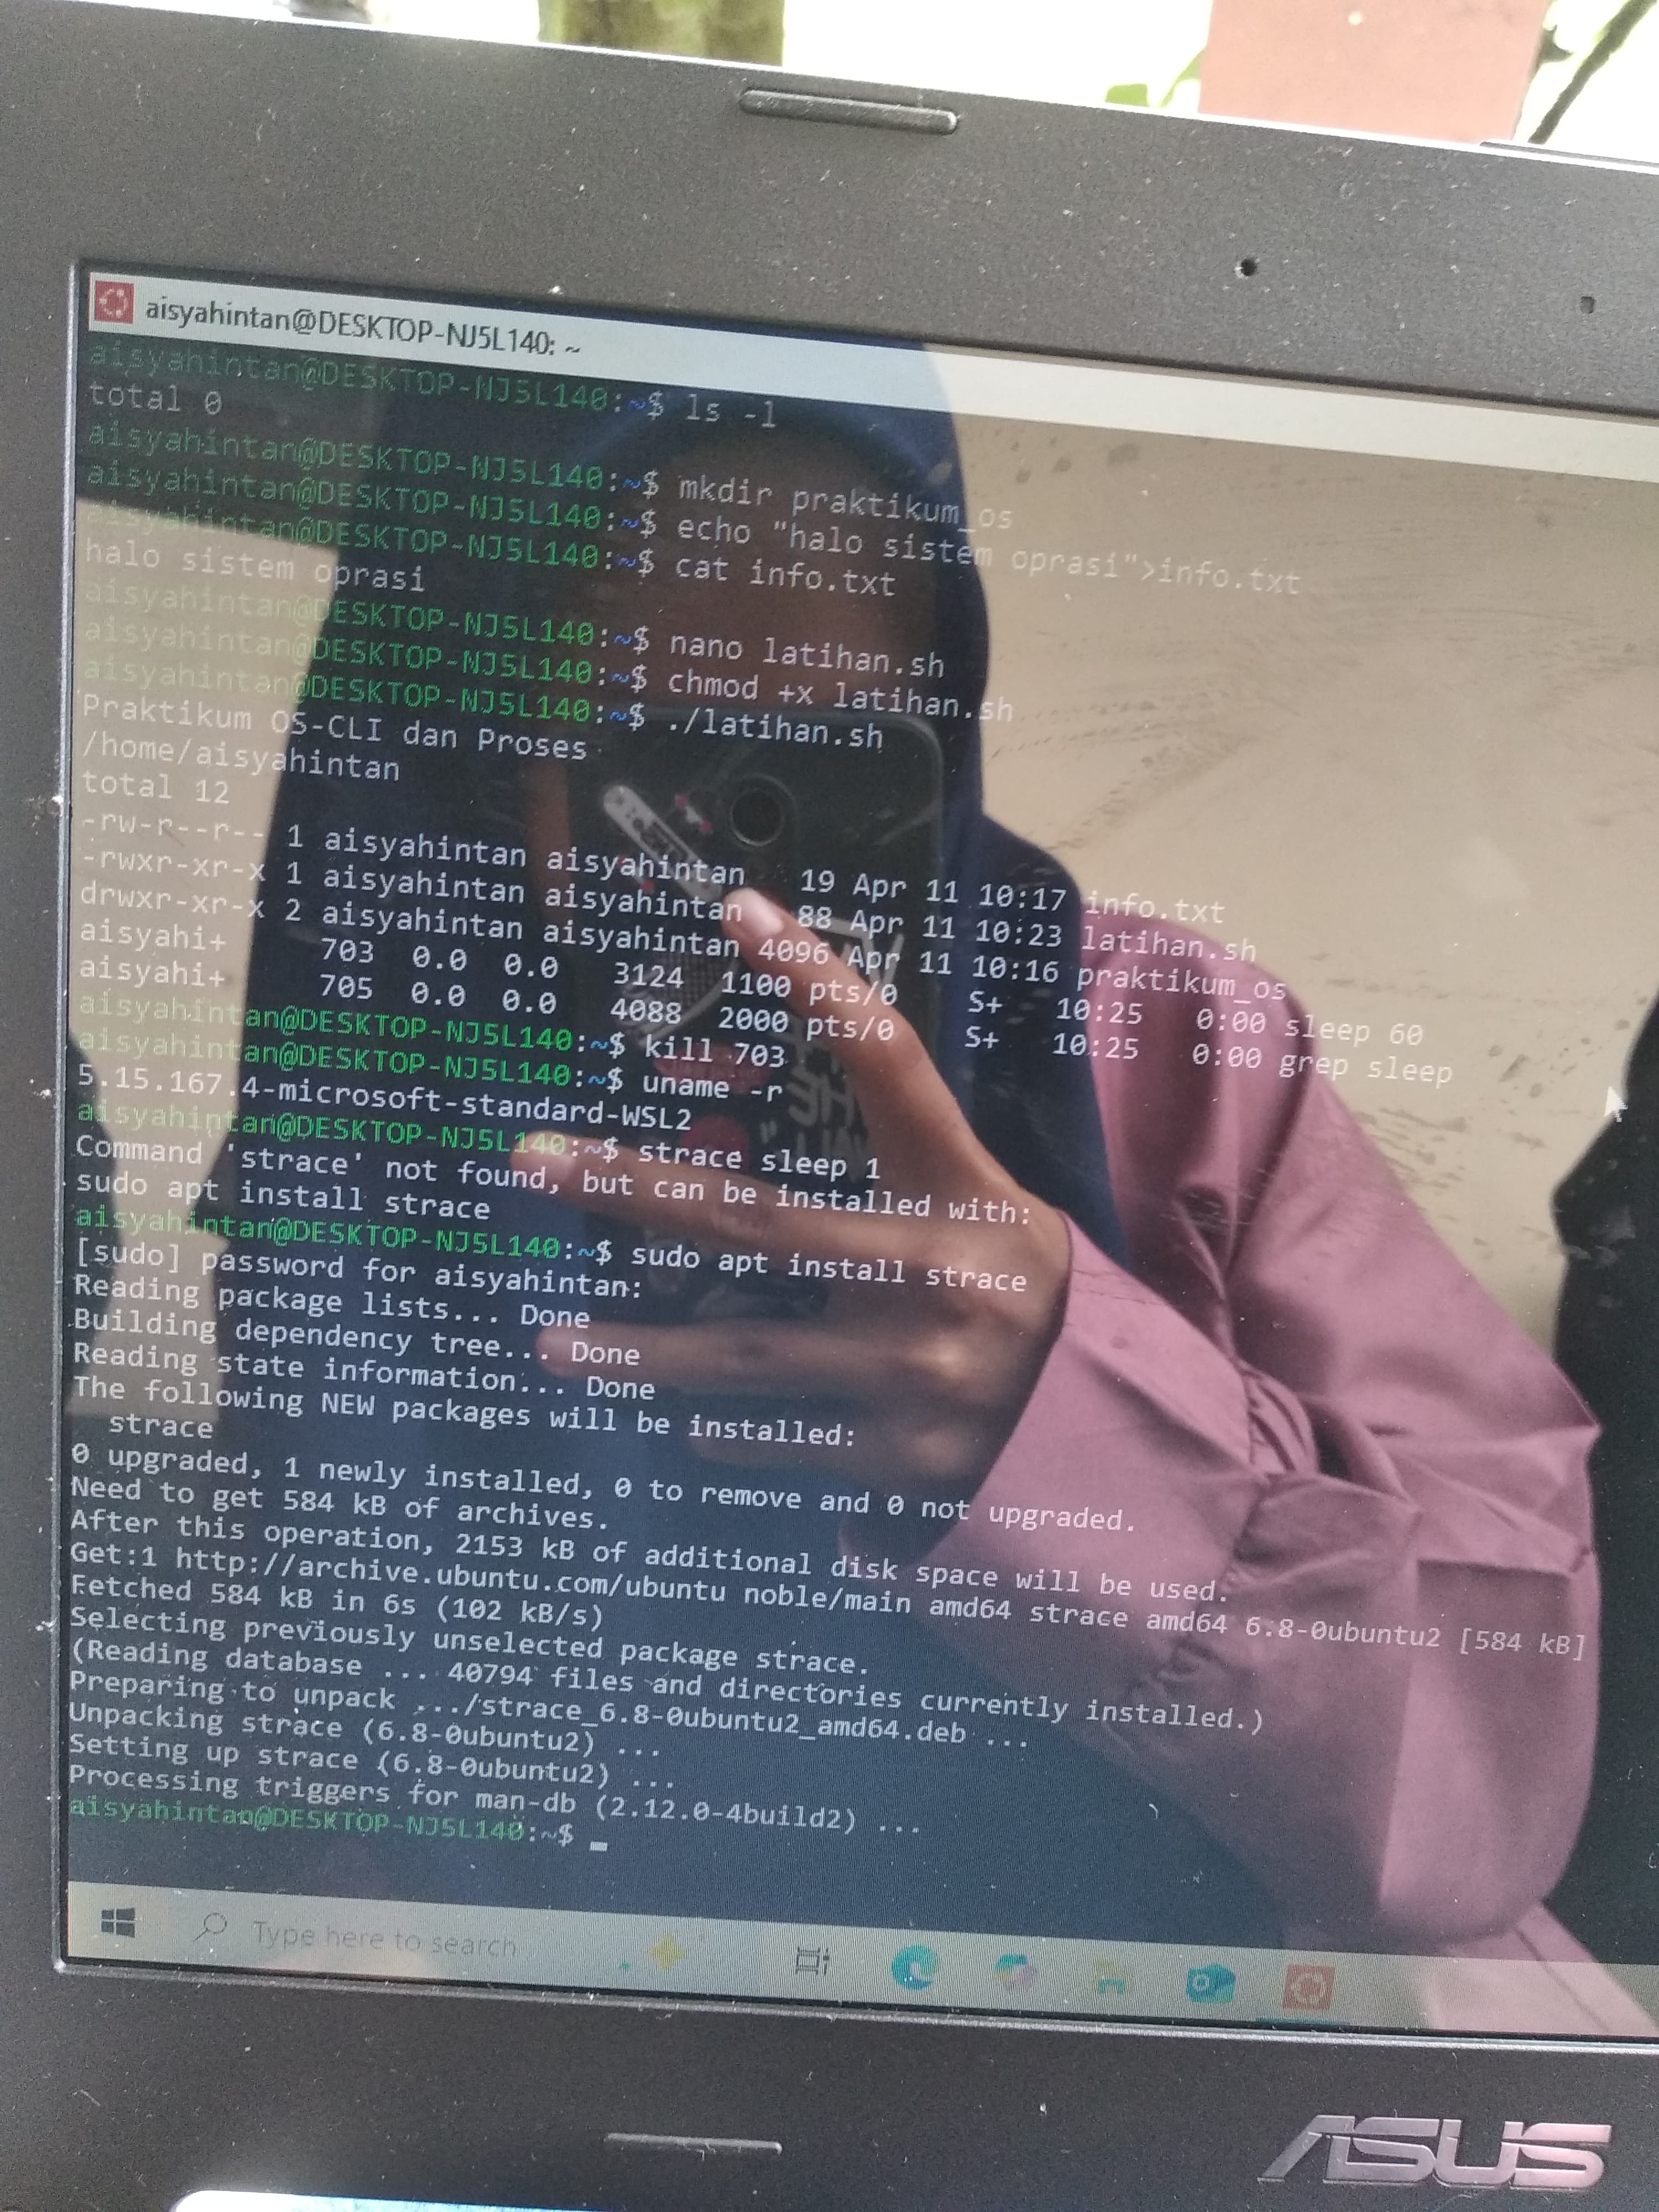 aisyahintan@DESKTOP-NJ5L140: ~
aisyahintan@DESKTOP-NJ5L140:~$ ls -l
total 0
aisyahintan@DESKTOP-NJ5L140:~$ mkdir praktikum_os
aisyahintan@DESKTOP-NJ5L140:~$ echo "halo sistem oprasi">info.txt
aisyahintan@DESKTOP-NJ5L140:~$ cat info.txt
halo sistem oprasi
aisyahintan@DESKTOP-NJ5L140:~$ nano latihan.sh
aisyahintan@DESKTOP-NJ5L140:~$ chmod +x latihan.sh
aisyahintan@DESKTOP-NJ5L140:~$ ./latihan.sh
Praktikum OS-CLI dan Proses
/home/aisyahintan
total 12
-rw-r--r-- 1 aisyahintan aisyahintan   19 Apr 11 10:17 info.txt
-rwxr-xr-x 1 aisyahintan aisyahintan   88 Apr 11 10:23 latihan.sh
drwxr-xr-x 2 aisyahintan aisyahintan 4096 Apr 11 10:16 praktikum_os
aisyahi+     703  0.0  0.0   3124  1100 pts/0    S+   10:25   0:00 sleep 60
aisyahi+     705  0.0  0.0   4088  2000 pts/0    S+   10:25   0:00 grep sleep
aisyahintan@DESKTOP-NJ5L140:~$ kill 703
aisyahintan@DESKTOP-NJ5L140:~$ uname -r
5.15.167.4-microsoft-standard-WSL2
aisyahintan@DESKTOP-NJ5L140:~$ strace sleep 1
Command 'strace' not found, but can be installed with:
sudo apt install strace
aisyahintan@DESKTOP-NJ5L140:~$ sudo apt install strace
[sudo] password for aisyahintan:
Reading package lists... Done
Building dependency tree... Done
Reading state information... Done
The following NEW packages will be installed:
  strace
0 upgraded, 1 newly installed, 0 to remove and 0 not upgraded.
Need to get 584 kB of archives.
After this operation, 2153 kB of additional disk space will be used.
Get:1 http://archive.ubuntu.com/ubuntu noble/main amd64 strace amd64 6.8-0ubuntu2 [584 kB]
Fetched 584 kB in 6s (102 kB/s)
Selecting previously unselected package strace.
(Reading database ... 40794 files and directories currently installed.)
Preparing to unpack .../strace_6.8-0ubuntu2_amd64.deb ...
Unpacking strace (6.8-0ubuntu2) ...
Setting up strace (6.8-0ubuntu2) ...
Processing triggers for man-db (2.12.0-4build2) ...
aisyahintan@DESKTOP-NJ5L140:~$
Type here to search
ASUS